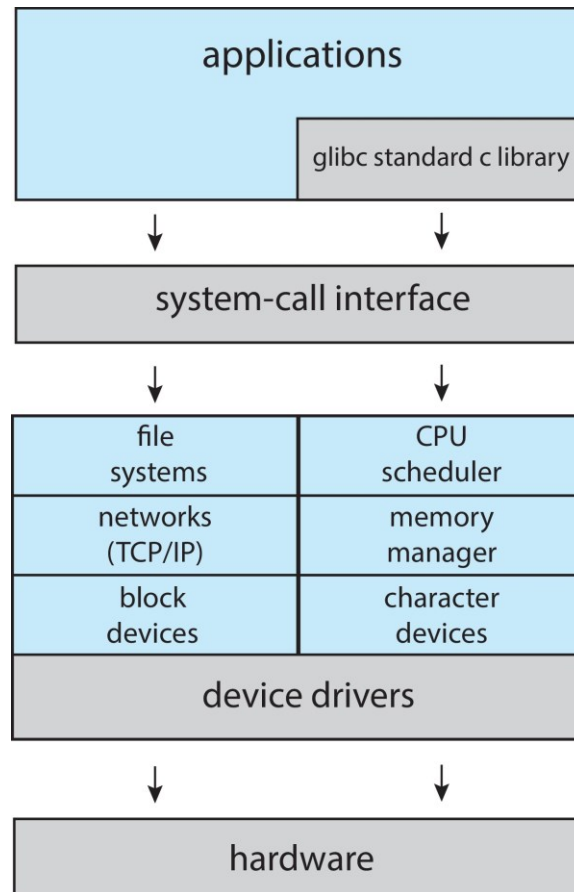 applications
glibc standard c library
system-call interface
file
systems
CPU
scheduler
networks
(TCP/IP)
memory
manager
block
devices
character
devices
device drivers
hardware